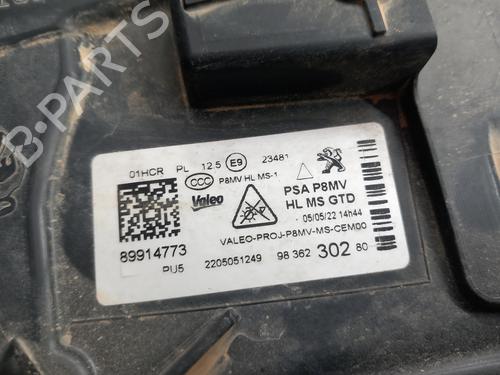 01HCR PL 12.5 E9 23481
CCC P8MV HL MS-1
Valeo
PSA P8MV
HL MS GTD
05/05/22 14h44
VALEO-PROJ-P8MV-MS-CEM00
89914773
PU5
2205051249 98 362 302 80
B-PARTS